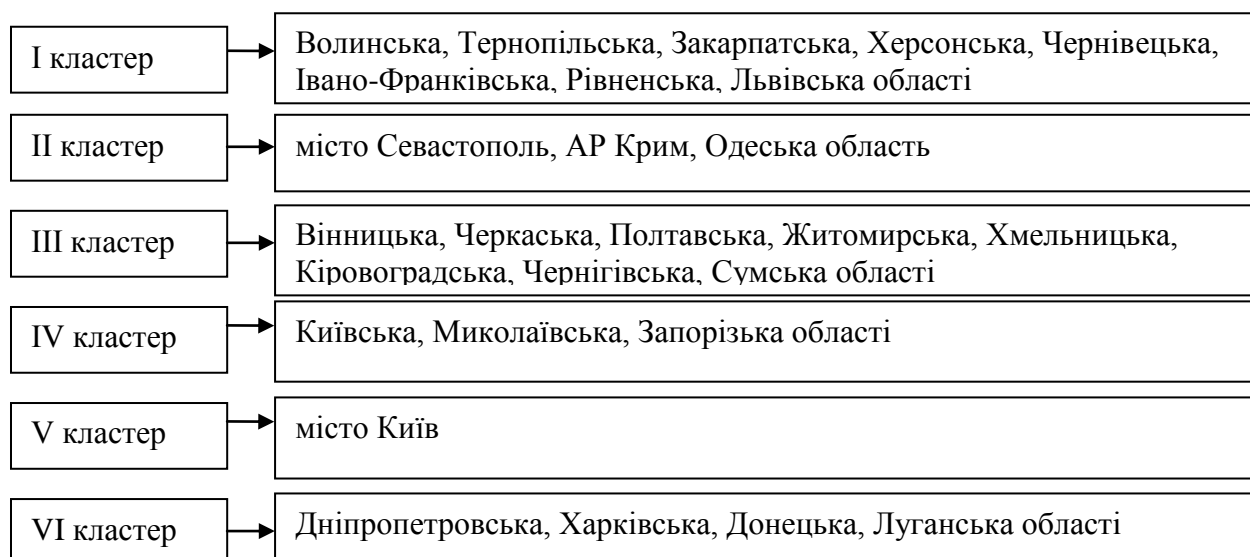 I кластер
Волинська, Тернопільська, Закарпатська, Херсонська, Чернівецька,
Івано-Франківська, Рівненська, Львівська області
II кластер
місто Севастополь, АР Крим, Одеська область
III кластер
Вінницька, Черкаська, Полтавська, Житомирська, Хмельницька,
Кіровоградська, Чернігівська, Сумська області
IV кластер
Київська, Миколаївська, Запорізька області
V кластер
місто Київ
VI кластер
Дніпропетровська, Харківська, Донецька, Луганська області